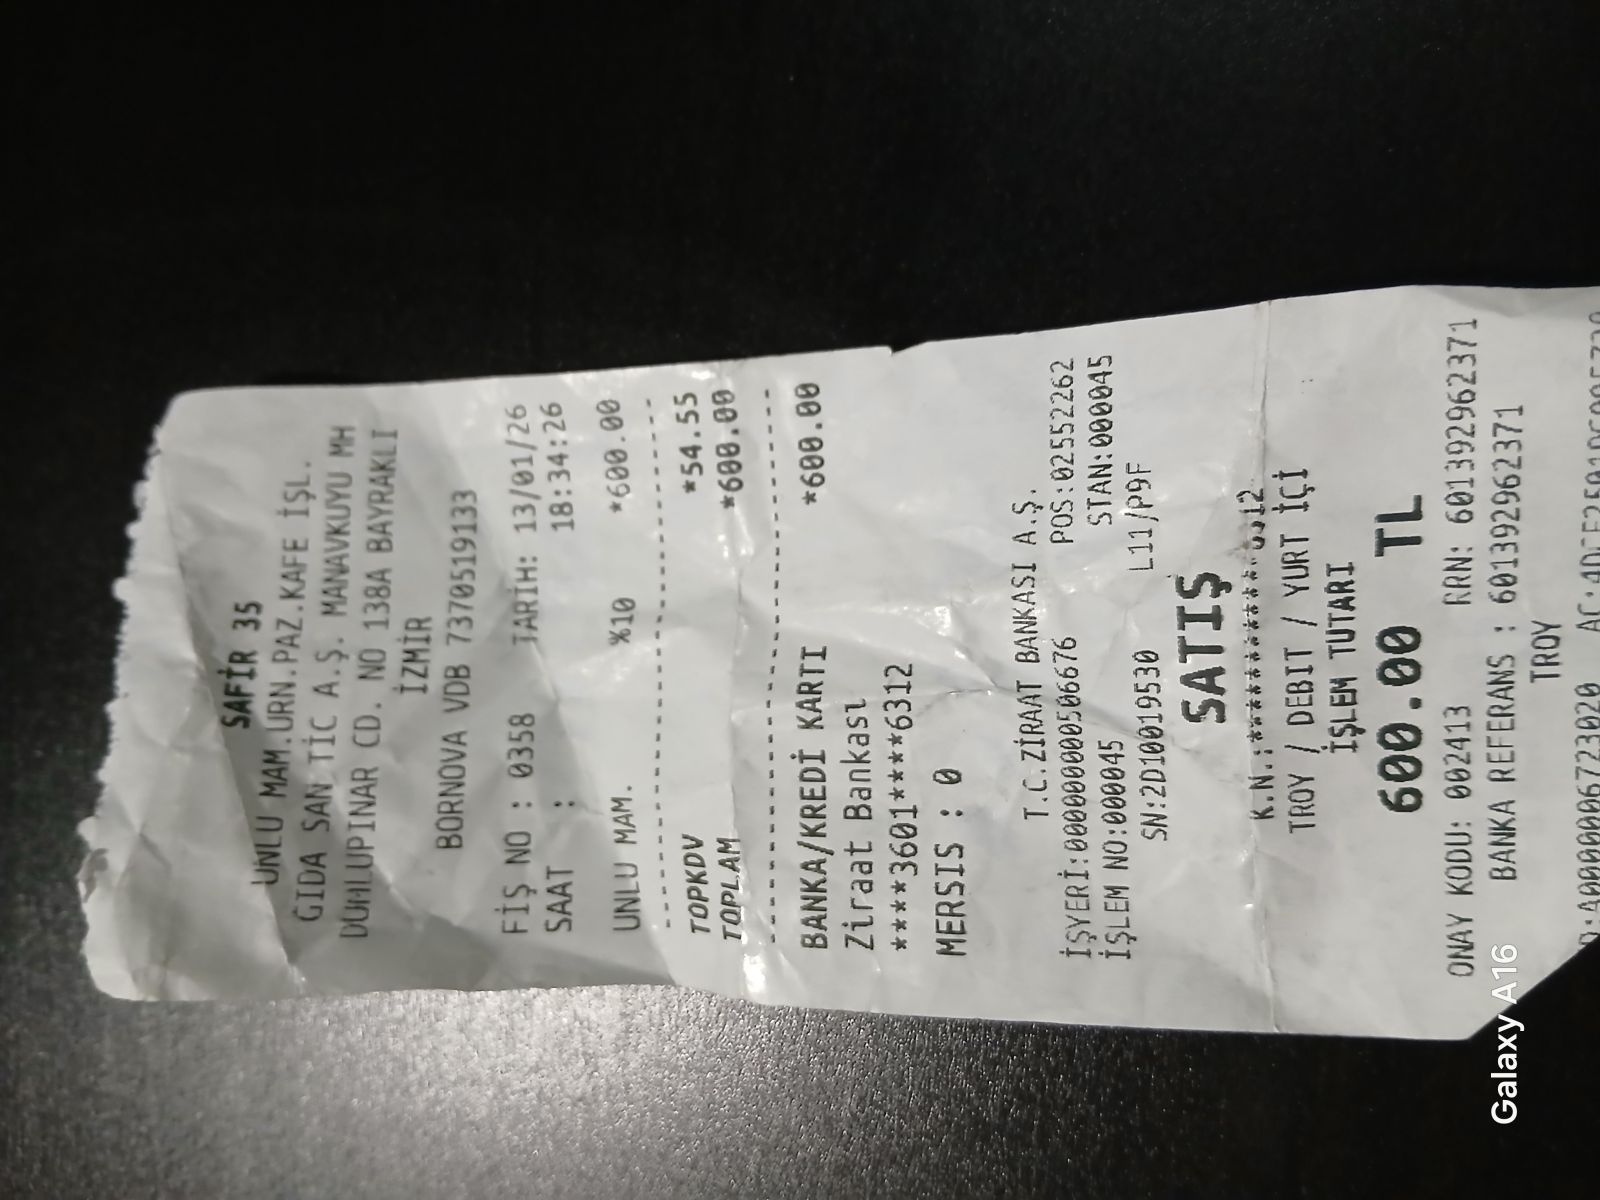 SAFİR 35
UNLU MAM.URN.PAZ.KAFE İŞL.
GIDA SAN TİC A.Ş. MANAVKUYU MH
DUMLUPINAR CD. NO 138A BAYRAKLI
İZMİR
BORNOVA VDB 7370519133
FİŞ NO : 0358 TARİH: 13/01/26
SAAT : 18:34:26
UNLU MAM. %10 *600.00
TOPKDV *54.55
TOPLAM *600.00
BANKA/KREDİ KARTI *600.00
Ziraat Bankası
****3601****6312
MERSIS : 0
T.C.ZİRAAT BANKASI A.Ş.
İŞYERİ:000000000506676 POS:02552262
İŞLEM NO:000045 STAN:000045
SN:2D10019530 L11/P9F
SATIŞ
K.N.:************6312
TROY / DEBIT / YURT İÇİ
İŞLEM TUTARI
600.00 TL
ONAY KODU: 002413 RRN: 601392962371
BANKA REFERANS : 601392962371
TROY
Galaxy A16